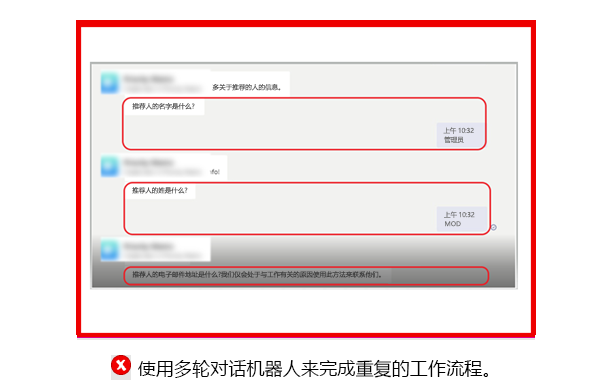 多关于推荐的人的信息。
推荐人的名字是什么?
上午 10:32
管理员
nfo!
推荐人的姓是什么?
上午 10:32
MOD
推荐人的电子邮件地址是什么?我们仅会处于与工作有关的原因使用此方法来联系他们。
使用多轮对话机器人来完成重复的工作流程。